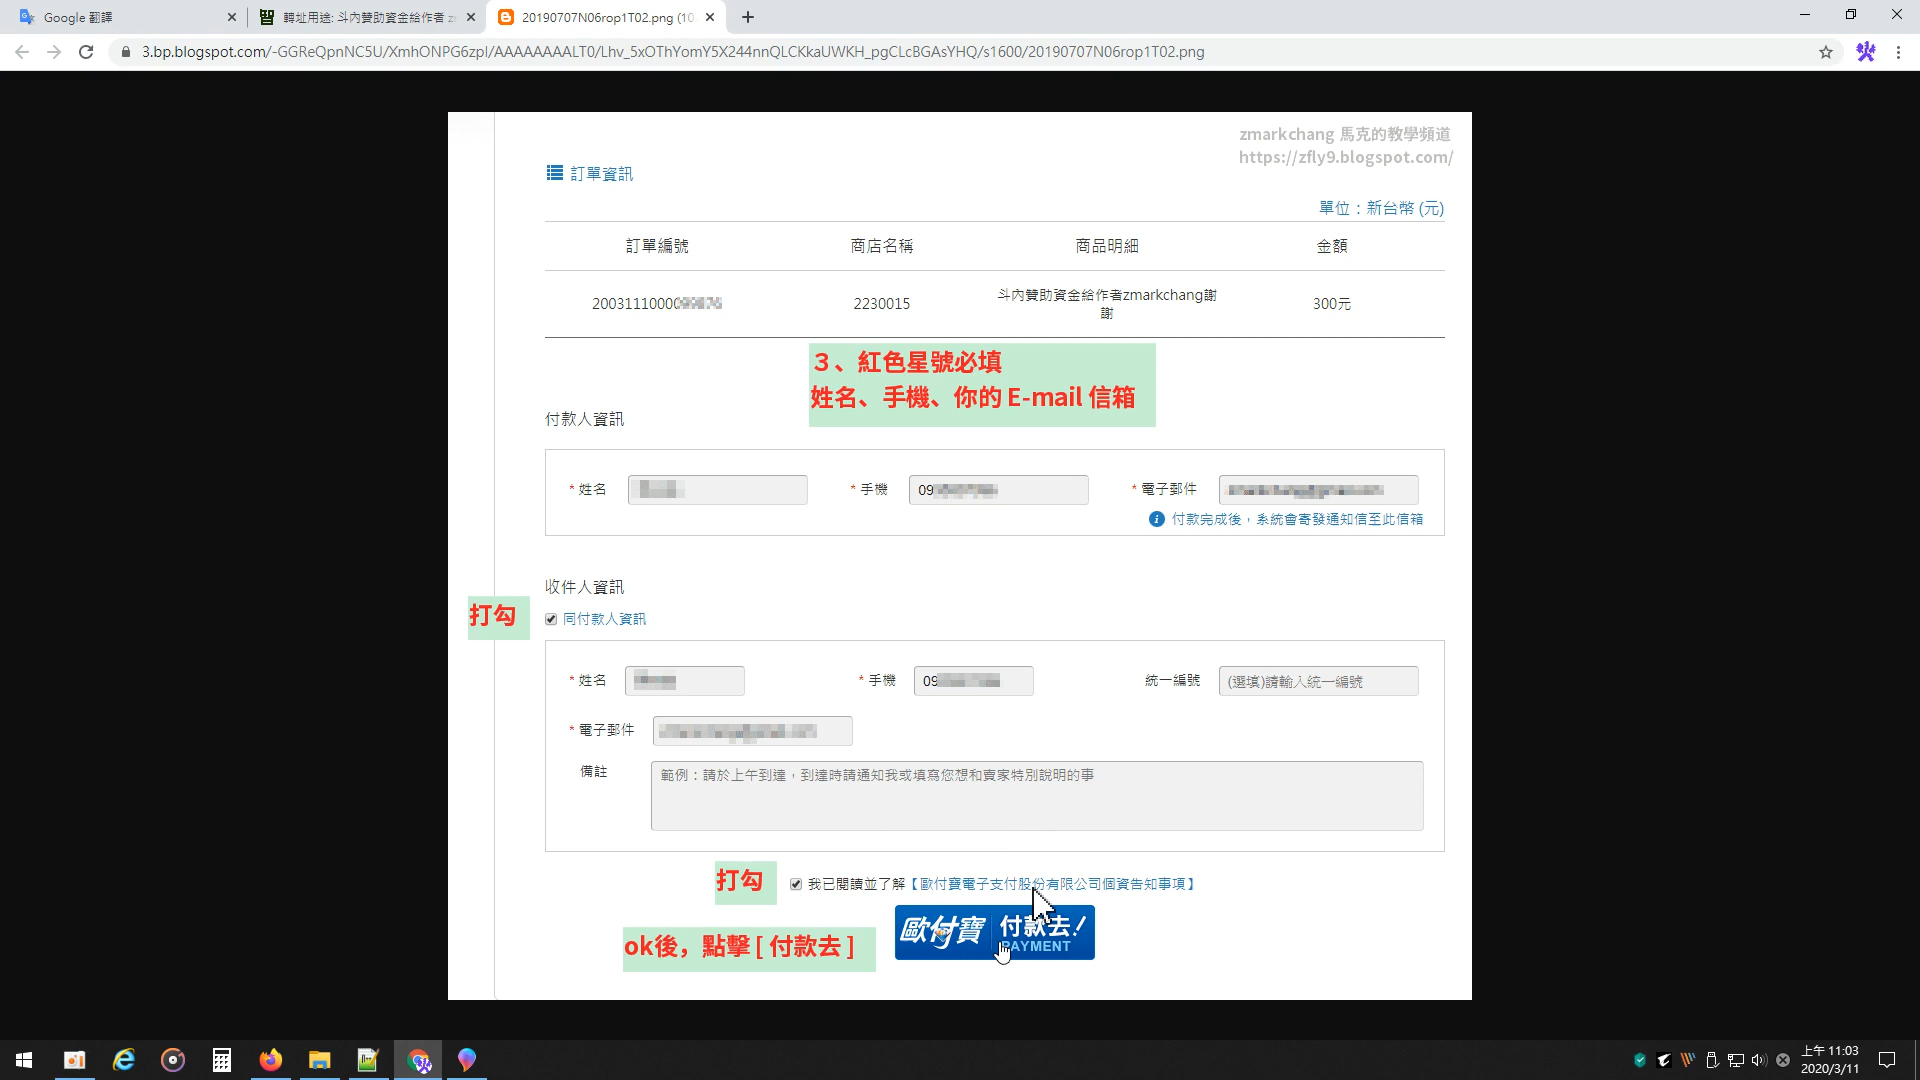 Google 翻譯
轉址用途: 斗內贊助資金給作者 z
20190707N06rop1T02.png (10
3.bp.blogspot.com/-GGReQpnNC5U/XmhONPG6zpI/AAAAAAAALT0/Lhv_5xOThYomY5X244nnQLCKkaUWKH_pgCLcBGAsYHQ/s1600/20190707N06rop1T02.png
zmarkchang 馬克的教學頻道
https://zfly9.blogspot.com/
訂單資訊
單位：新台幣 (元)
訂單編號 商店名稱 商品明細 金額
2003111000 2230015 斗內贊助資金給作者zmarkchang謝 300元
謝
3、紅色星號必填
姓名、手機、你的 E-mail 信箱
付款人資訊
* 姓名 * 手機 09 * 電子郵件
付款完成後，系統會寄發通知信至此信箱
收件人資訊
打勾 同付款人資訊
* 姓名 * 手機 09 統一編號 (選填)請輸入統一編號
* 電子郵件
備註 範例：請於上午到達，到達時請通知我或填寫您想和賣家特別說明的事
打勾 我已閱讀並了解【歐付寶電子支付股份有限公司個資告知事項】
歐付寶 付款去!
PAYMENT
ok後，點擊 [ 付款去 ]
上午 11:03
2020/3/11